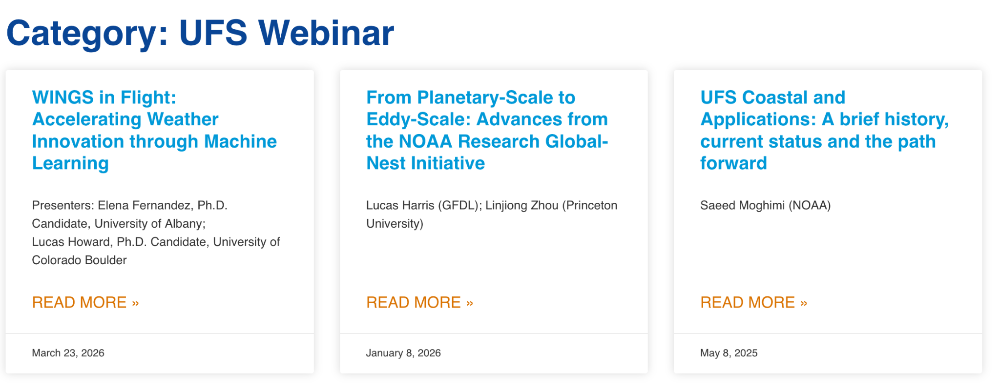 Category: UFS Webinar
WINGS in Flight:
Accelerating Weather
Innovation through Machine
Learning
Presenters: Elena Fernandez, Ph.D.
Candidate, University of Albany;
Lucas Howard, Ph.D. Candidate, University of
Colorado Boulder
READ MORE »
March 23, 2026
From Planetary-Scale to
Eddy-Scale: Advances from
the NOAA Research Global-
Nest Initiative
Lucas Harris (GFDL); Linjiong Zhou (Princeton
University)
READ MORE »
January 8, 2026
UFS Coastal and
Applications: A brief history,
current status and the path
forward
Saeed Moghimi (NOAA)
READ MORE »
May 8, 2025